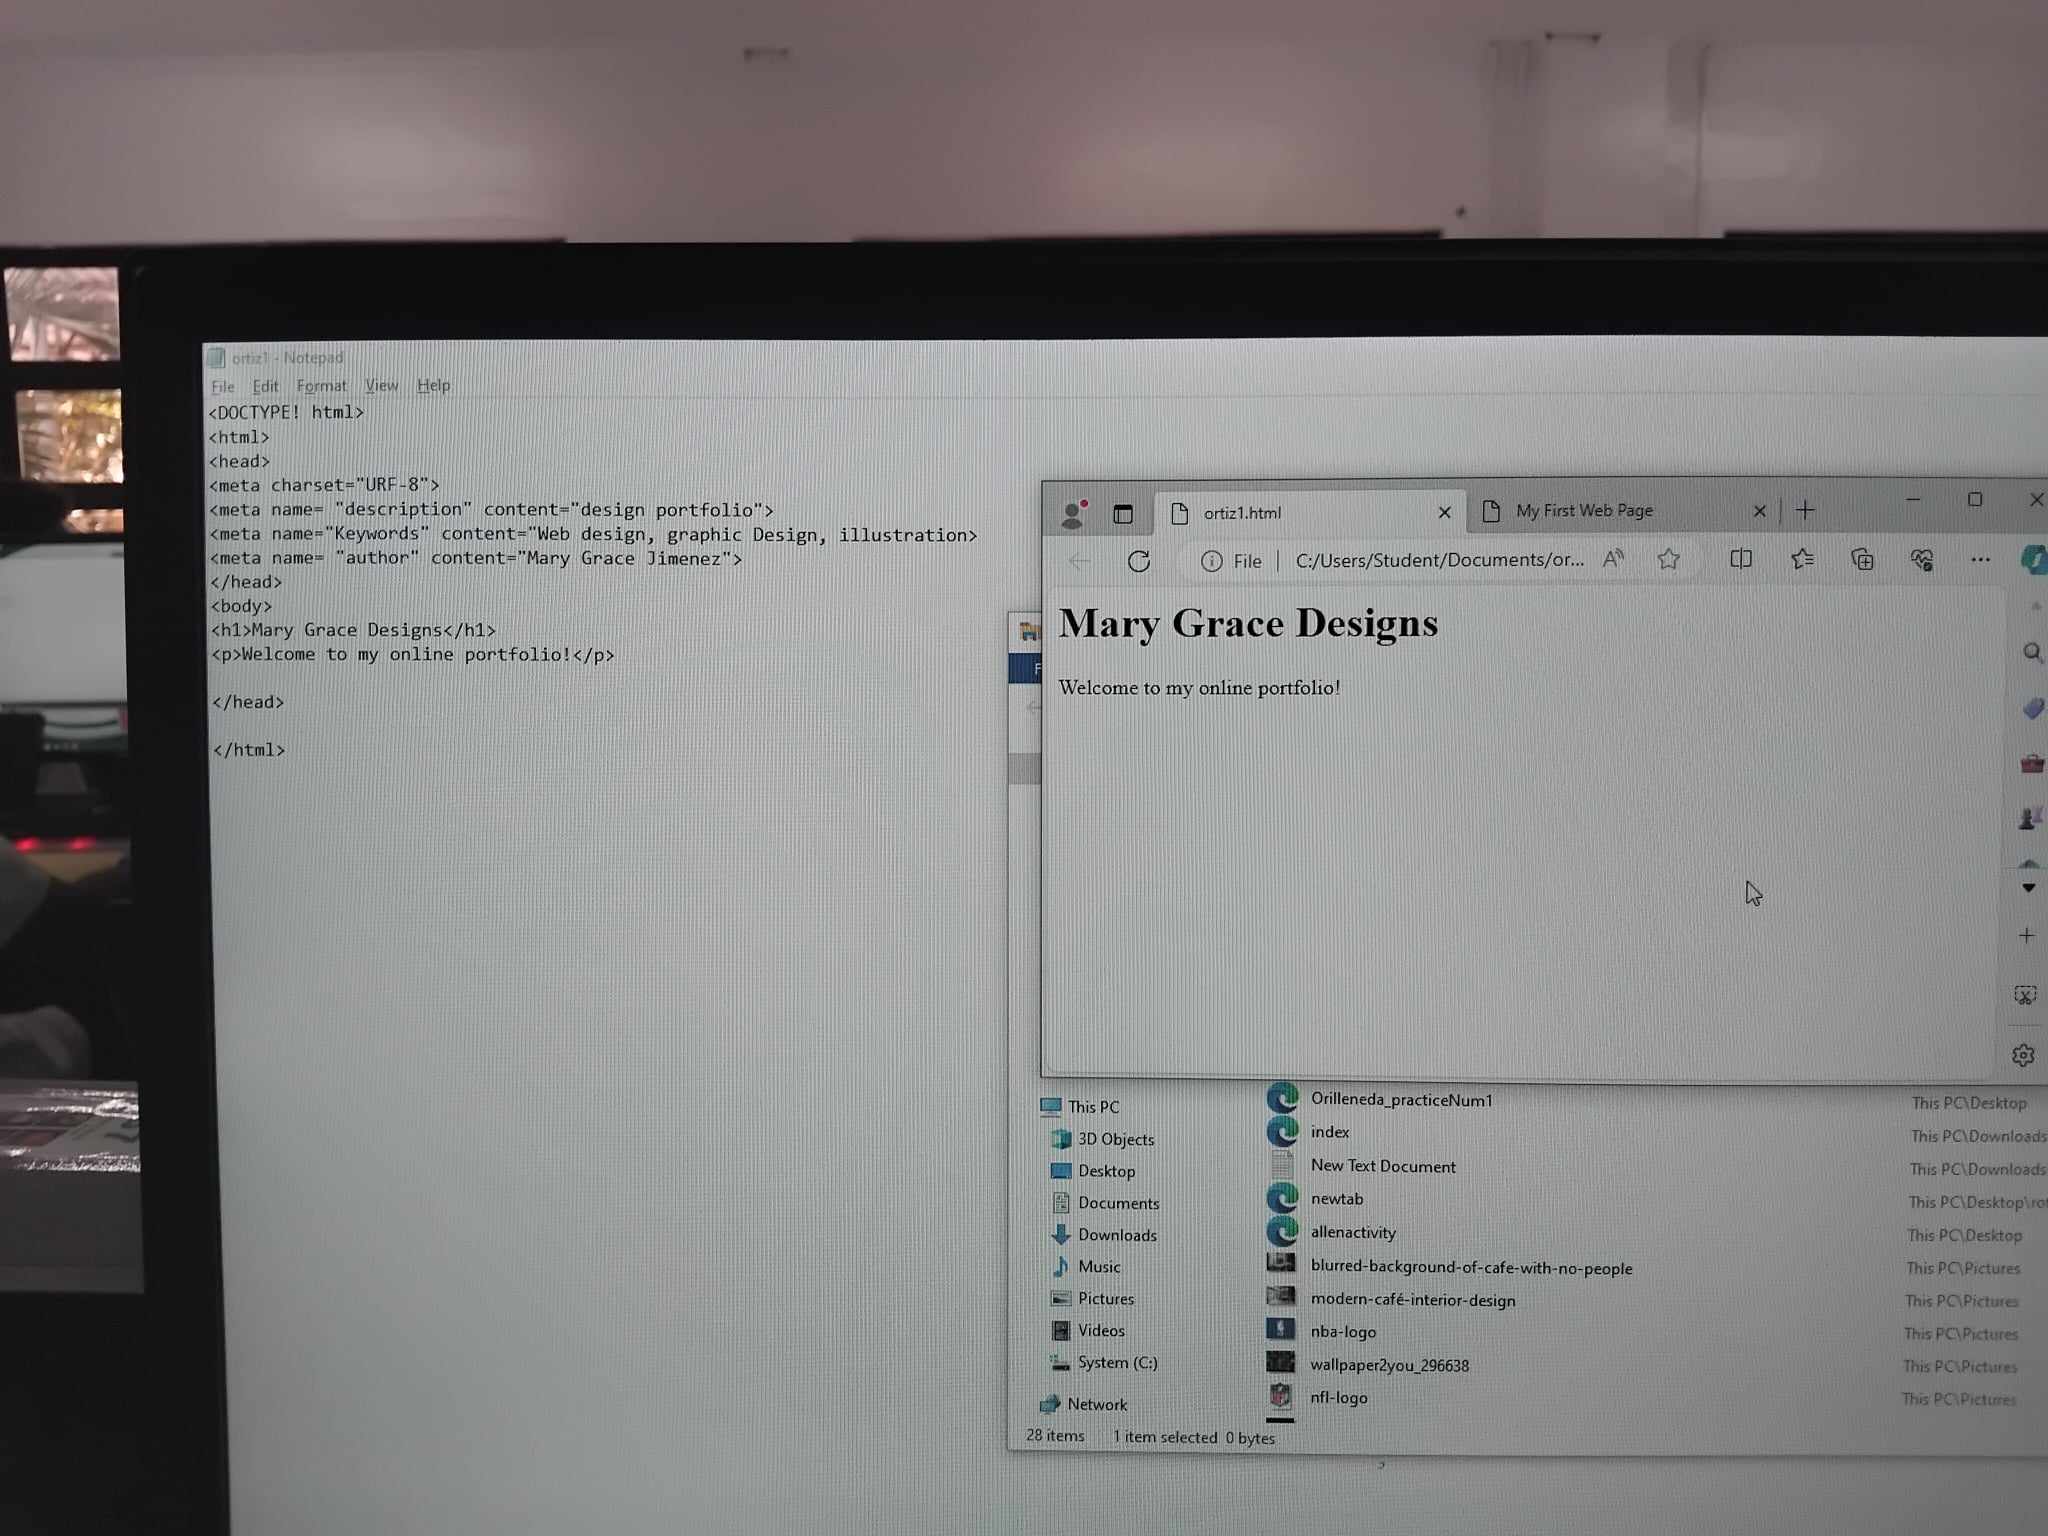 ortiz1 - Notepad
File Edit Format View Help
<DOCTYPE! html>
<html>
<head>
<meta charset="URF-8">
<meta name= "description" content="design portfolio">
<meta name="Keywords" content="Web design, graphic Design, illustration>
<meta name= "author" content="Mary Grace Jimenez">
</head>
<body>
<h1>Mary Grace Designs</h1>
<p>Welcome to my online portfolio!</p>
</head>
</html>
ortiz1.html
My First Web Page
File
C:/Users/Student/Documents/or...
Mary Grace Designs
Welcome to my online portfolio!
This PC
3D Objects
Desktop
Documents
Downloads
Music
Pictures
Videos
System (C:)
Network
Orilleneda_practiceNum1 This PC\Desktop
index This PC\Downloads
New Text Document This PC\Downloads
newtab This PC\Desktop\rot
allenactivity This PC\Desktop
blurred-background-of-cafe-with-no-people This PC\Pictures
modern-café-interior-design This PC\Pictures
nba-logo This PC\Pictures
wallpaper2you_296638 This PC\Pictures
nfl-logo This PC\Pictures
28 items 1 item selected 0 bytes